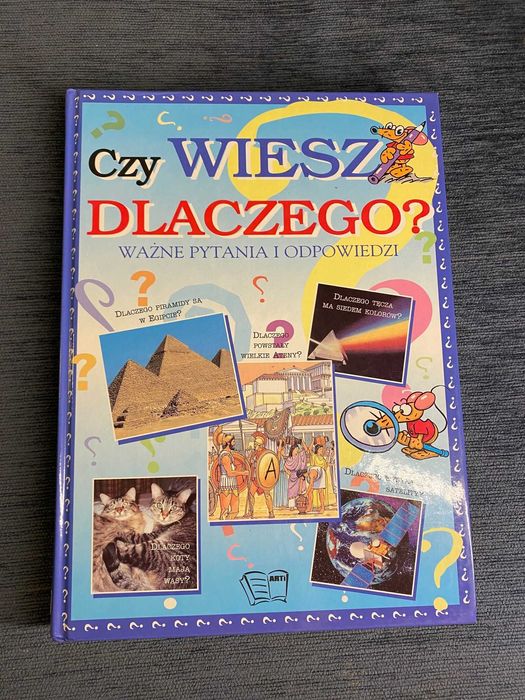 Czy WIESZ
DLACZEGO?
WAŻNE PYTANIA I ODPOWIEDZI
DLACZEGO PIRAMIDY SĄ
W EGIPCIE?
DLACZEGO TĘCZA
MA SIEDEM KOLORÓW?
DLACZEGO
POWSTAŁY
WIELKIE ATENY?
A
DLACZEGO
SATELITY
DLACZEGO
KOTY
MAJĄ
WĄSY?
ARTI